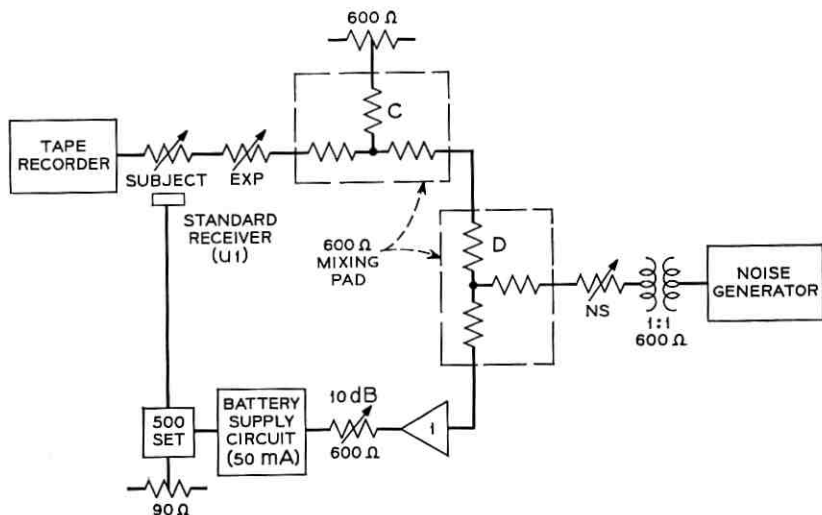 600 Ω
C
TAPE
RECORDER
SUBJECT
EXP
STANDARD
RECEIVER
(U1)
600 Ω
MIXING
PAD
D
NS
1:1
600 Ω
NOISE
GENERATOR
500
SET
BATTERY
SUPPLY
CIRCUIT
(50 mA)
10 dB
600 Ω
1
90 Ω